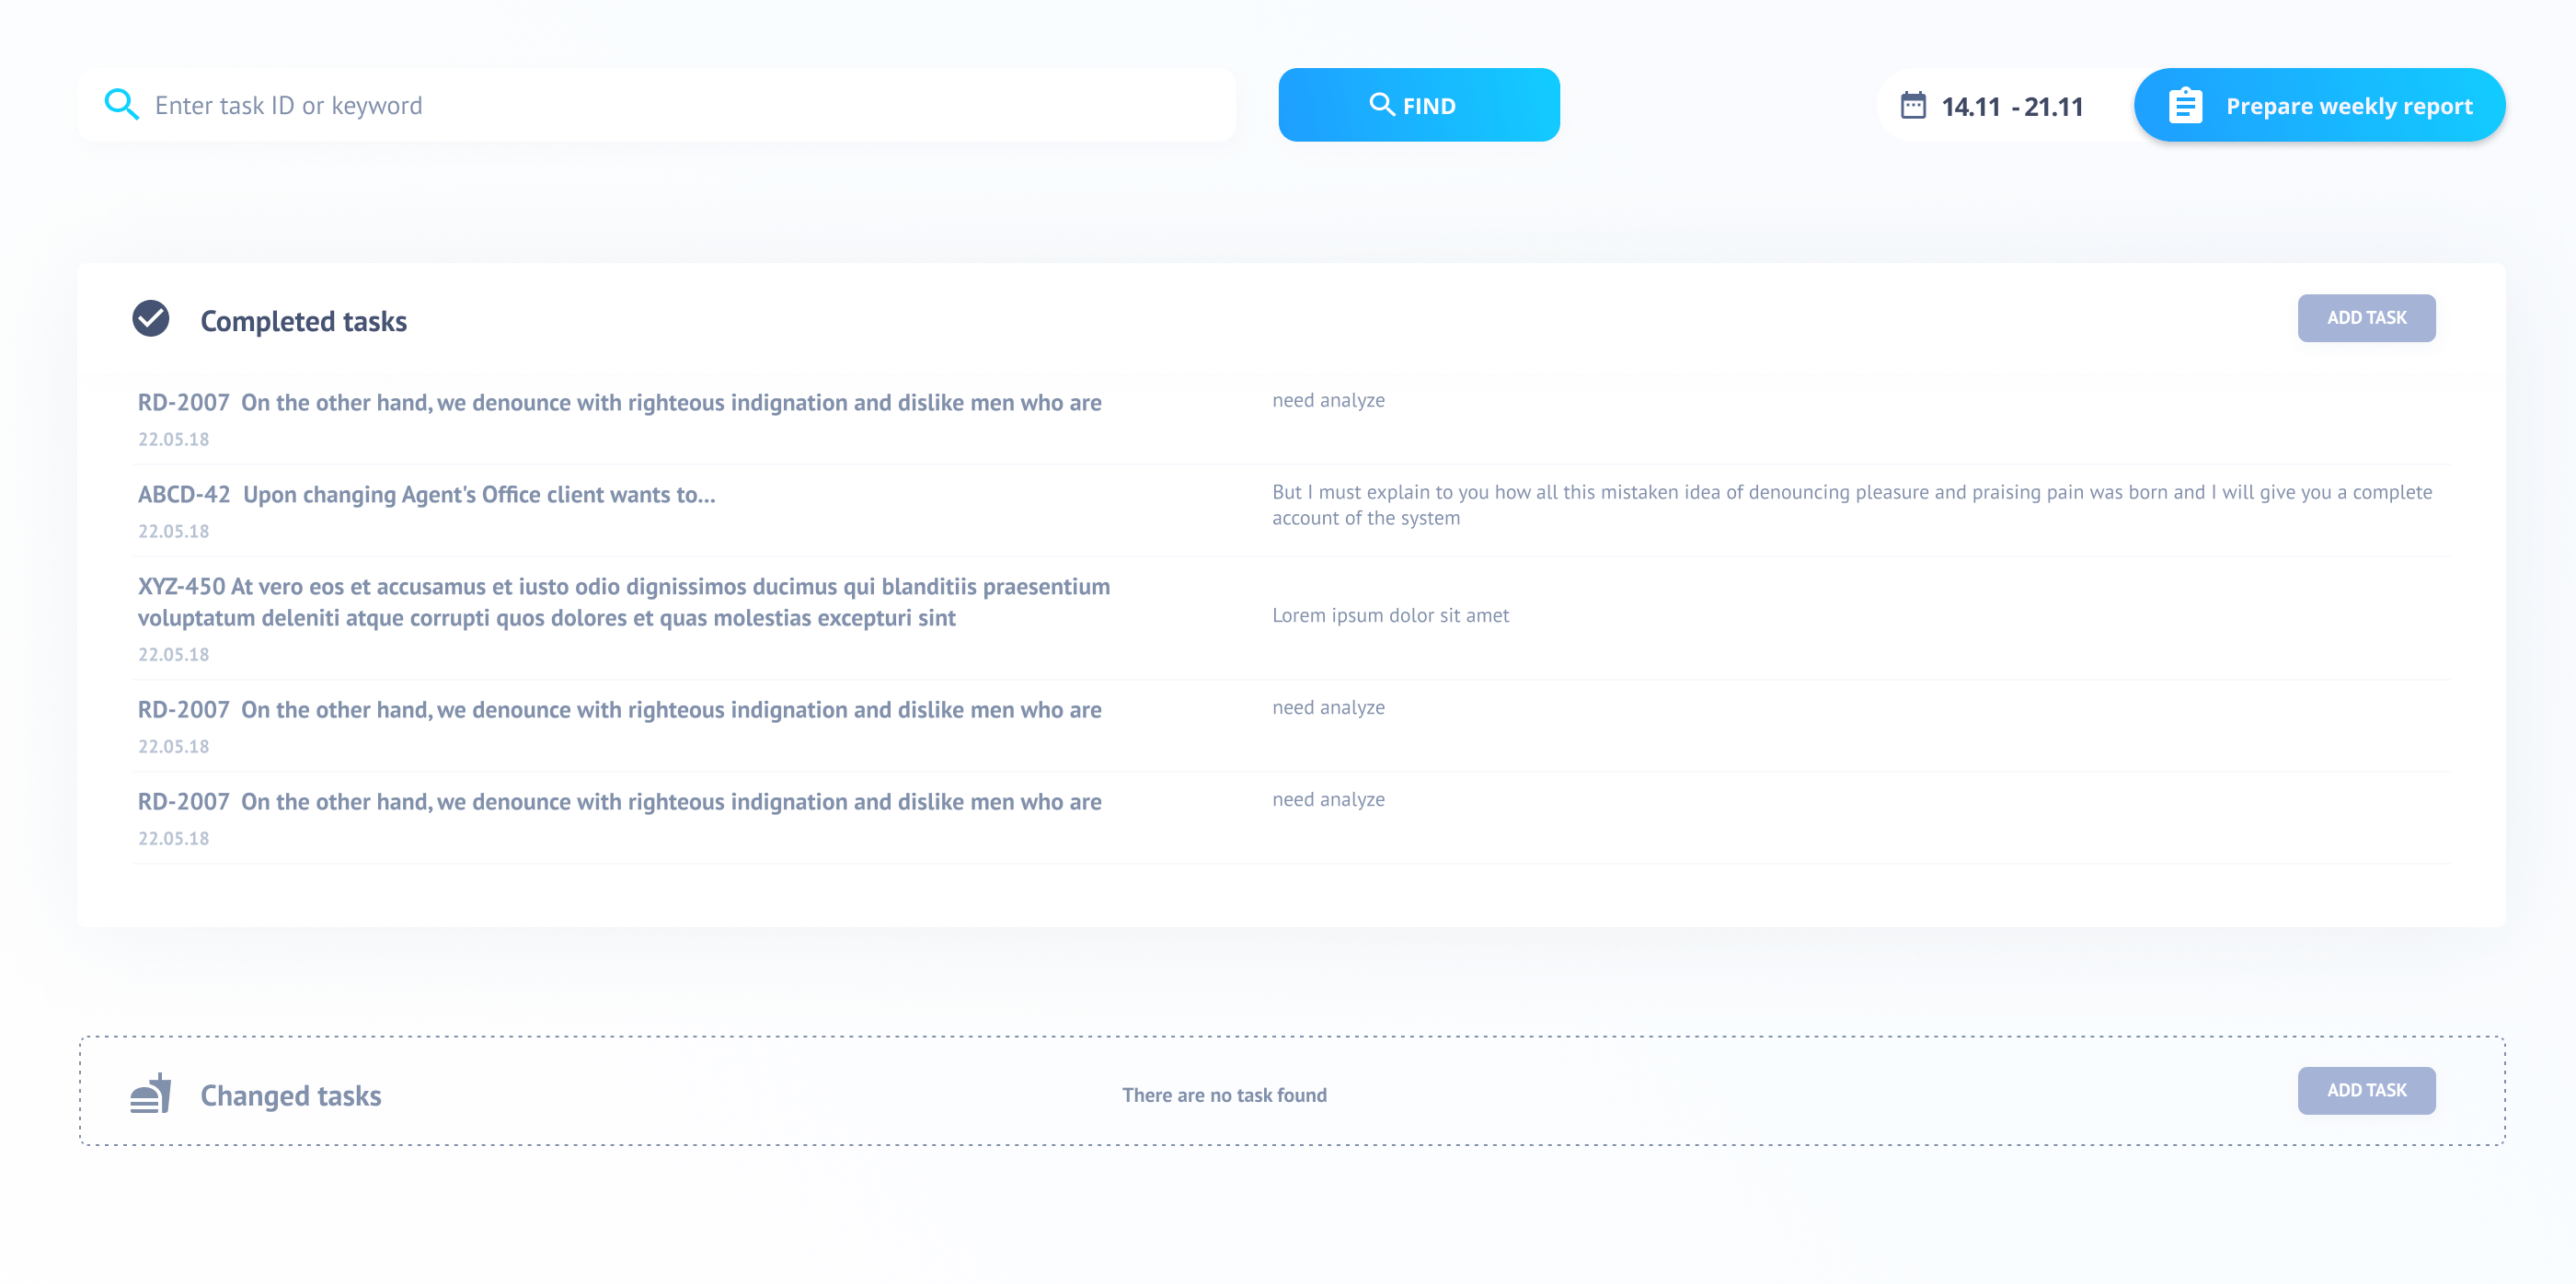 Enter task ID or keyword
FIND
14.11 - 21.11
Prepare weekly report
Completed tasks
ADD TASK
RD-2007 On the other hand, we denounce with righteous indignation and dislike men who are
need analyze
22.05.18
ABCD-42 Upon changing Agent's Office client wants to...
But I must explain to you how all this mistaken idea of denouncing pleasure and praising pain was born and I will give you a complete
account of the system
22.05.18
XYZ-450 At vero eos et accusamus et iusto odio dignissimos ducimus qui blanditiis praesentium
voluptatum deleniti atque corrupti quos dolores et quas molestias excepturi sint
Lorem ipsum dolor sit amet
22.05.18
RD-2007 On the other hand, we denounce with righteous indignation and dislike men who are
need analyze
22.05.18
RD-2007 On the other hand, we denounce with righteous indignation and dislike men who are
need analyze
22.05.18
Changed tasks
There are no task found
ADD TASK